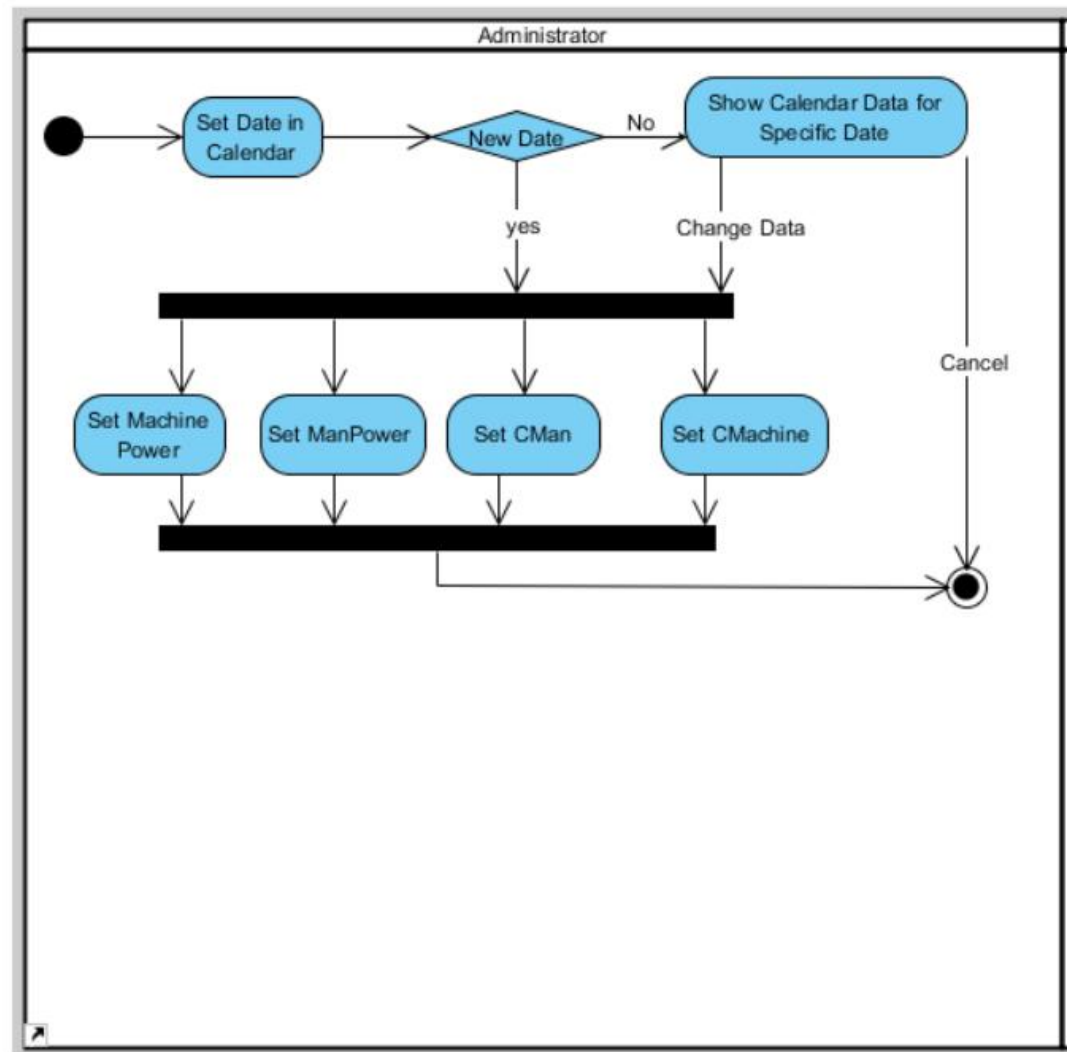 Administrator
Set Date in
Calendar
New Date
No
Show Calendar Data for
Specific Date
yes
Change Data
Cancel
Set Machine
Power
Set ManPower
Set CMan
Set CMachine